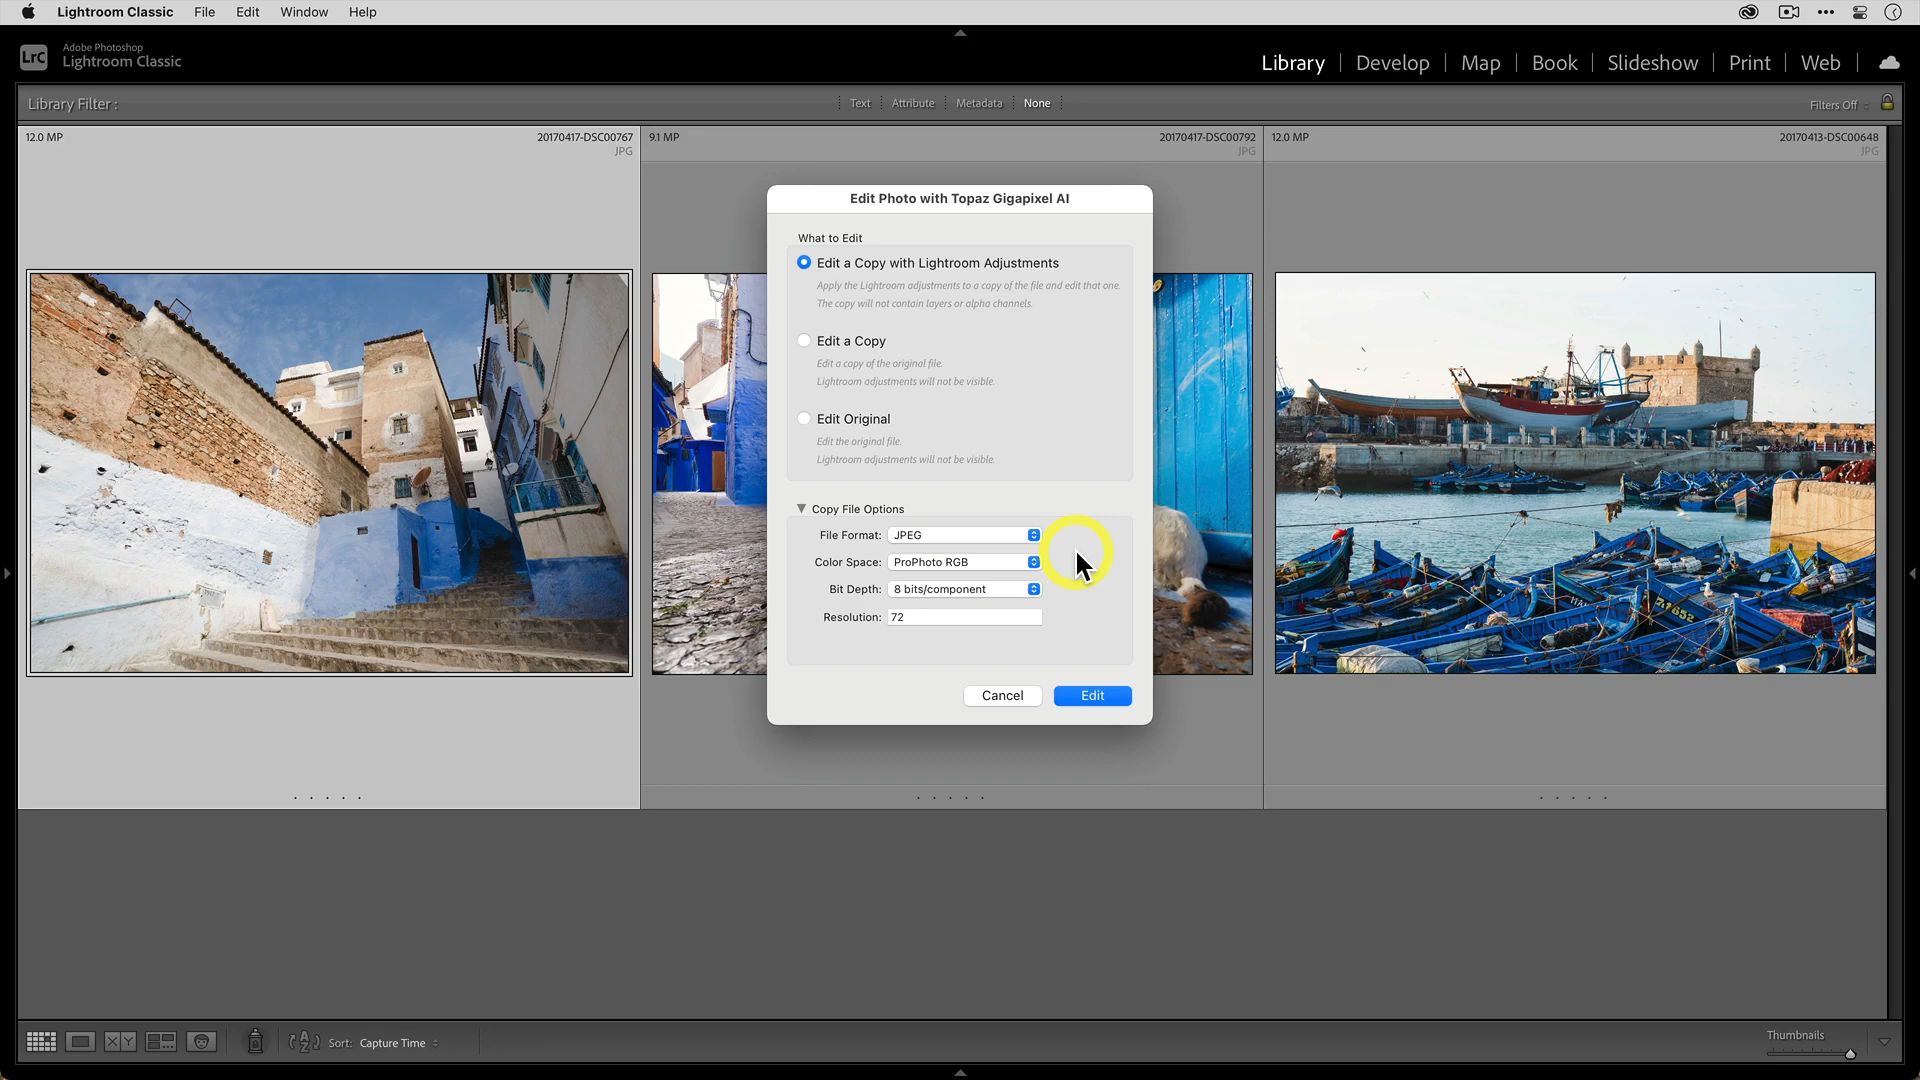 Lightroom Classic File Edit Window Help
LrC
Adobe Photoshop
Lightroom Classic
Library Develop Map Book Slideshow Print Web
Library Filter : Text Attribute Metadata None Filters Off
12.0 MP 20170417-DSC00767
JPG
9.1 MP 20170417-DSC00792
JPG
12.0 MP 20170413-DSC00648
JPG
Edit Photo with Topaz Gigapixel AI
What to Edit
Edit a Copy with Lightroom Adjustments
Apply the Lightroom adjustments to a copy of the file and edit that one.
The copy will not contain layers or alpha channels.
Edit a Copy
Edit a copy of the original file.
Lightroom adjustments will not be visible.
Edit Original
Edit the original file.
Lightroom adjustments will not be visible.
Copy File Options
File Format: JPEG
Color Space: ProPhoto RGB
Bit Depth: 8 bits/component
Resolution: 72
Cancel Edit
XY
AZ
Sort: Capture Time
Thumbnails